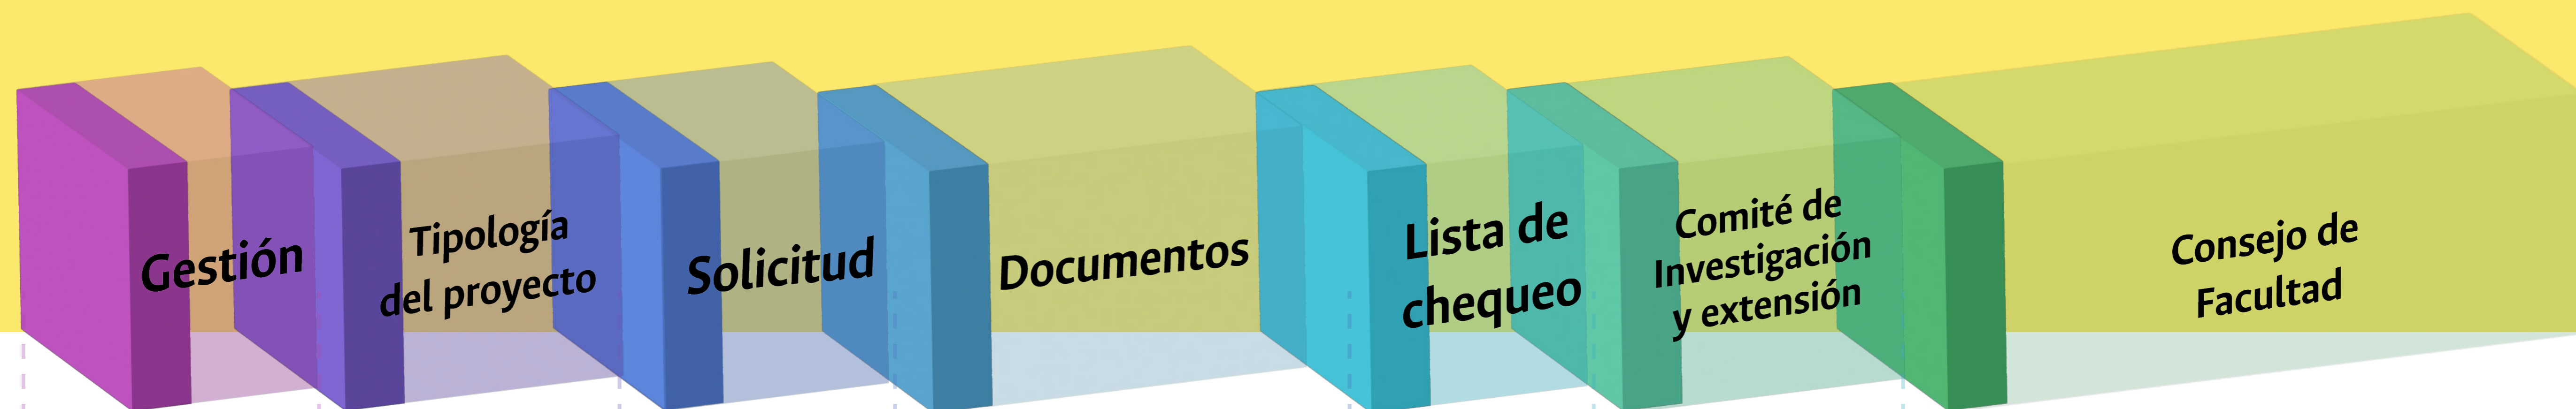 Gestión
Tipología
del proyecto
Solicitud
Documentos
Lista de
chequeo
Comité de
Investigación
y extensión
Consejo de
Facultad